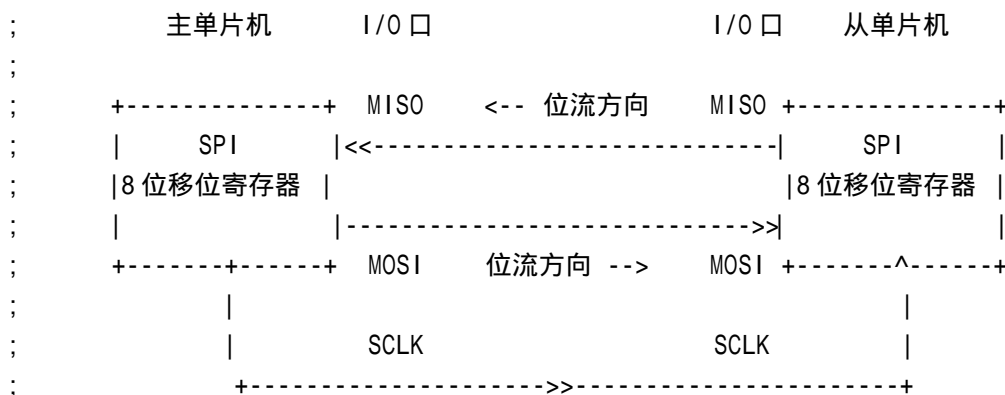 ;           主单片机      I/O 口                    I/O 口    从单片机
;
;       +--------------+  MISO    <-- 位流方向    MISO +--------------+
;       |      SPI     |<<-----------------------------|      SPI     |
;       |8 位移位寄存器 |                                |8 位移位寄存器 |
;       |              |----------------------------->>|              |
;       +-------+------+  MOSI    位流方向 -->    MOSI +-------^------+
;               |                                              |
;               |         SCLK                    SCLK         |
;               +--------------------->>-----------------------+